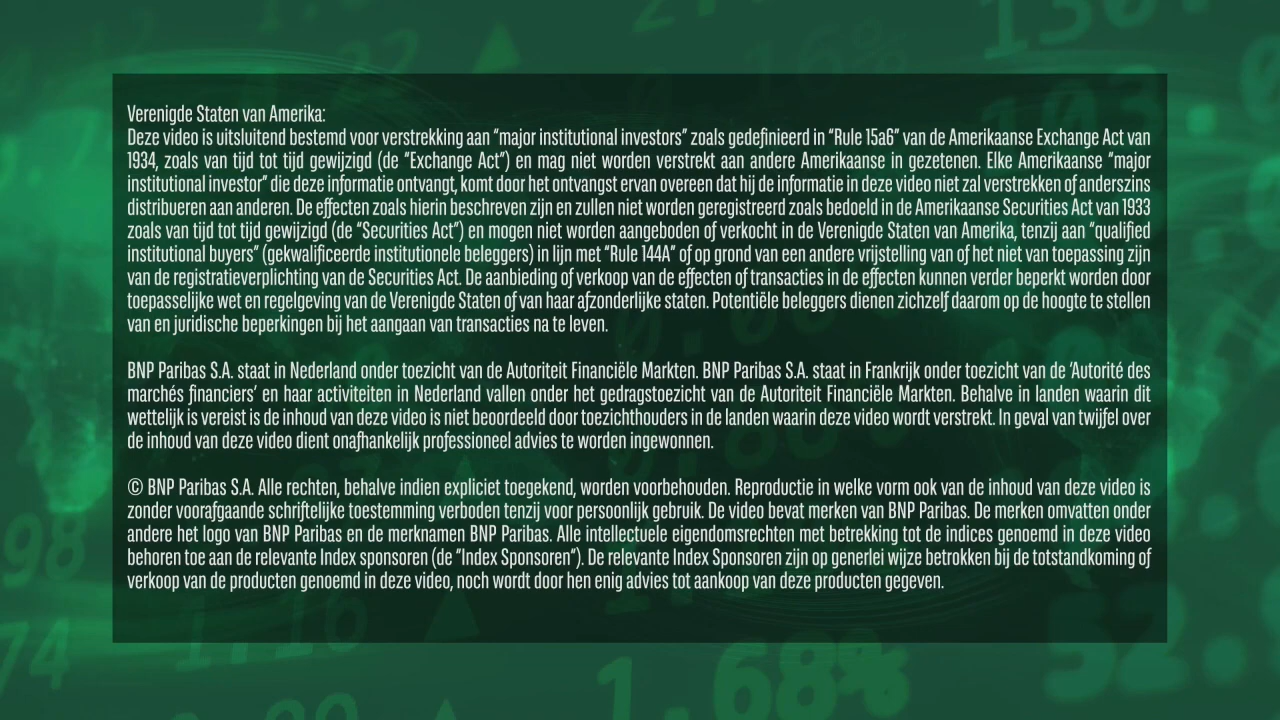 Verenigde Staten van Amerika:
Deze video is uitsluitend bestemd voor verstrekking aan “major institutional investors” zoals gedefinieerd in “Rule 15a6” van de Amerikaanse Exchange Act van
1934, zoals van tijd tot tijd gewijzigd (de “Exchange Act”) en mag niet worden verstrekt aan andere Amerikaanse in gezetenen. Elke Amerikaanse “major
institutional investor” die deze informatie ontvangt, komt door het ontvangst ervan overeen dat hij de informatie in deze video niet zal verstrekken of anderszins
distribueren aan anderen. De effecten zoals hierin beschreven zijn en zullen niet worden geregistreerd zoals bedoeld in de Amerikaanse Securities Act van 1933
zoals van tijd tot tijd gewijzigd (de “Securities Act”) en mogen niet worden aangeboden of verkocht in de Verenigde Staten van Amerika, tenzij aan “qualified
institutional buyers” (gekwalificeerde institutionele beleggers) in lijn met “Rule 144A” of op grond van een andere vrijstelling van of het niet van toepassing zijn
van de registratieverplichting van de Securities Act. De aanbieding of verkoop van de effecten of transacties in de effecten kunnen verder beperkt worden door
toepasselijke wet en regelgeving van de Verenigde Staten of van haar afzonderlijke staten. Potentiële beleggers dienen zichzelf daarom op de hoogte te stellen
van en juridische beperkingen bij het aangaan van transacties na te leven.
BNP Paribas S.A. staat in Nederland onder toezicht van de Autoriteit Financiële Markten. BNP Paribas S.A. staat in Frankrijk onder toezicht van de ‘Autorité des
marchés financiers’ en haar activiteiten in Nederland vallen onder het gedragstoezicht van de Autoriteit Financiële Markten. Behalve in landen waarin dit
wettelijk is vereist is de inhoud van deze video is niet beoordeeld door toezichthouders in de landen waarin deze video wordt verstrekt. In geval van twijfel over
de inhoud van deze video dient onafhankelijk professioneel advies te worden ingewonnen.
© BNP Paribas S.A. Alle rechten, behalve indien expliciet toegekend, worden voorbehouden. Reproductie in welke vorm ook van de inhoud van deze video is
zonder voorafgaande schriftelijke toestemming verboden tenzij voor persoonlijk gebruik. De video bevat merken van BNP Paribas. De merken omvatten onder
andere het logo van BNP Paribas en de merknamen BNP Paribas. Alle intellectuele eigendomsrechten met betrekking tot de indices genoemd in deze video
behoren toe aan de relevante Index sponsoren (de “Index Sponsoren”). De relevante Index Sponsoren zijn op generlei wijze betrokken bij de totstandkoming of
verkoop van de producten genoemd in deze video, noch wordt door hen enig advies tot aankoop van deze producten gegeven.
1.16
1.68%